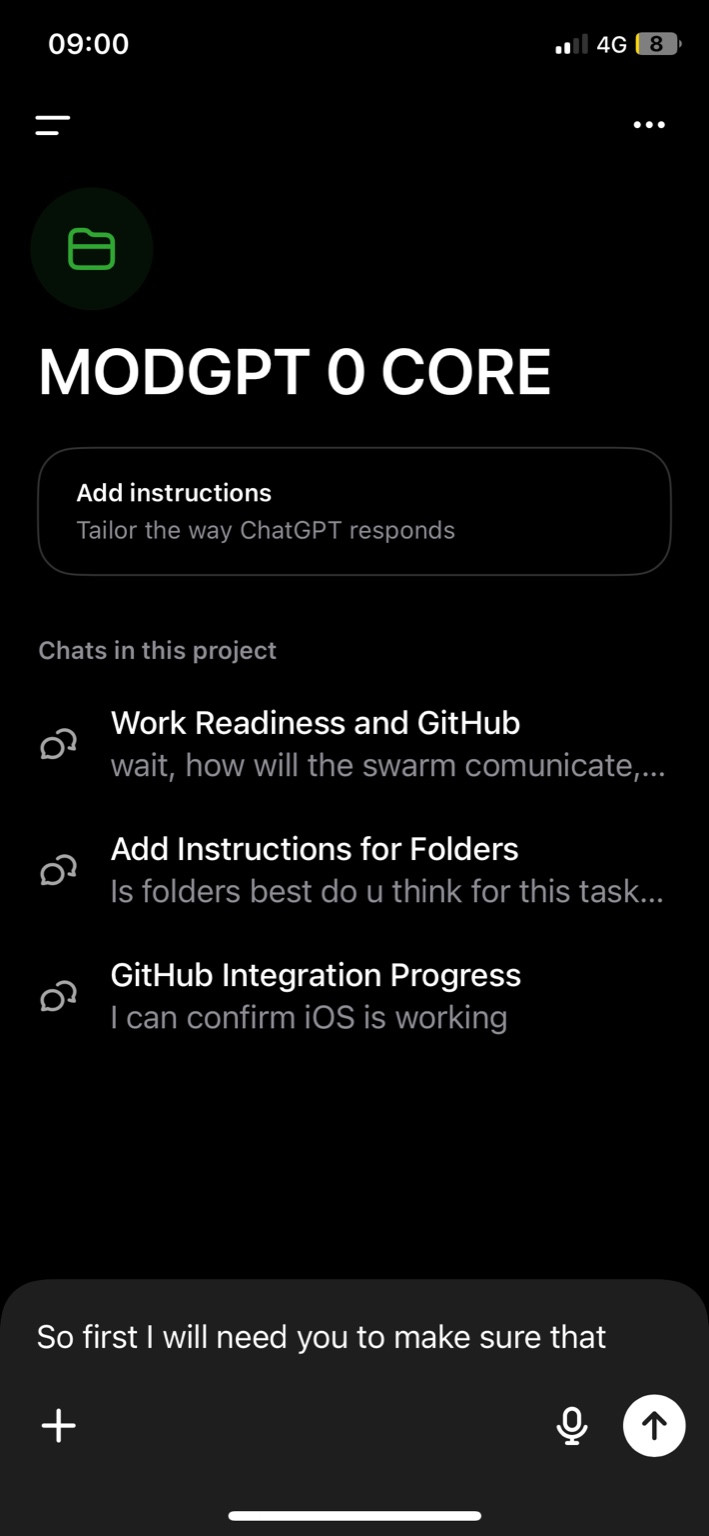 09:00
4G 8
MODGPT 0 CORE
Add instructions
Tailor the way ChatGPT responds
Chats in this project
Work Readiness and GitHub
wait, how will the swarm comunicate,...
Add Instructions for Folders
Is folders best do u think for this task...
GitHub Integration Progress
I can confirm iOS is working
So first I will need you to make sure that